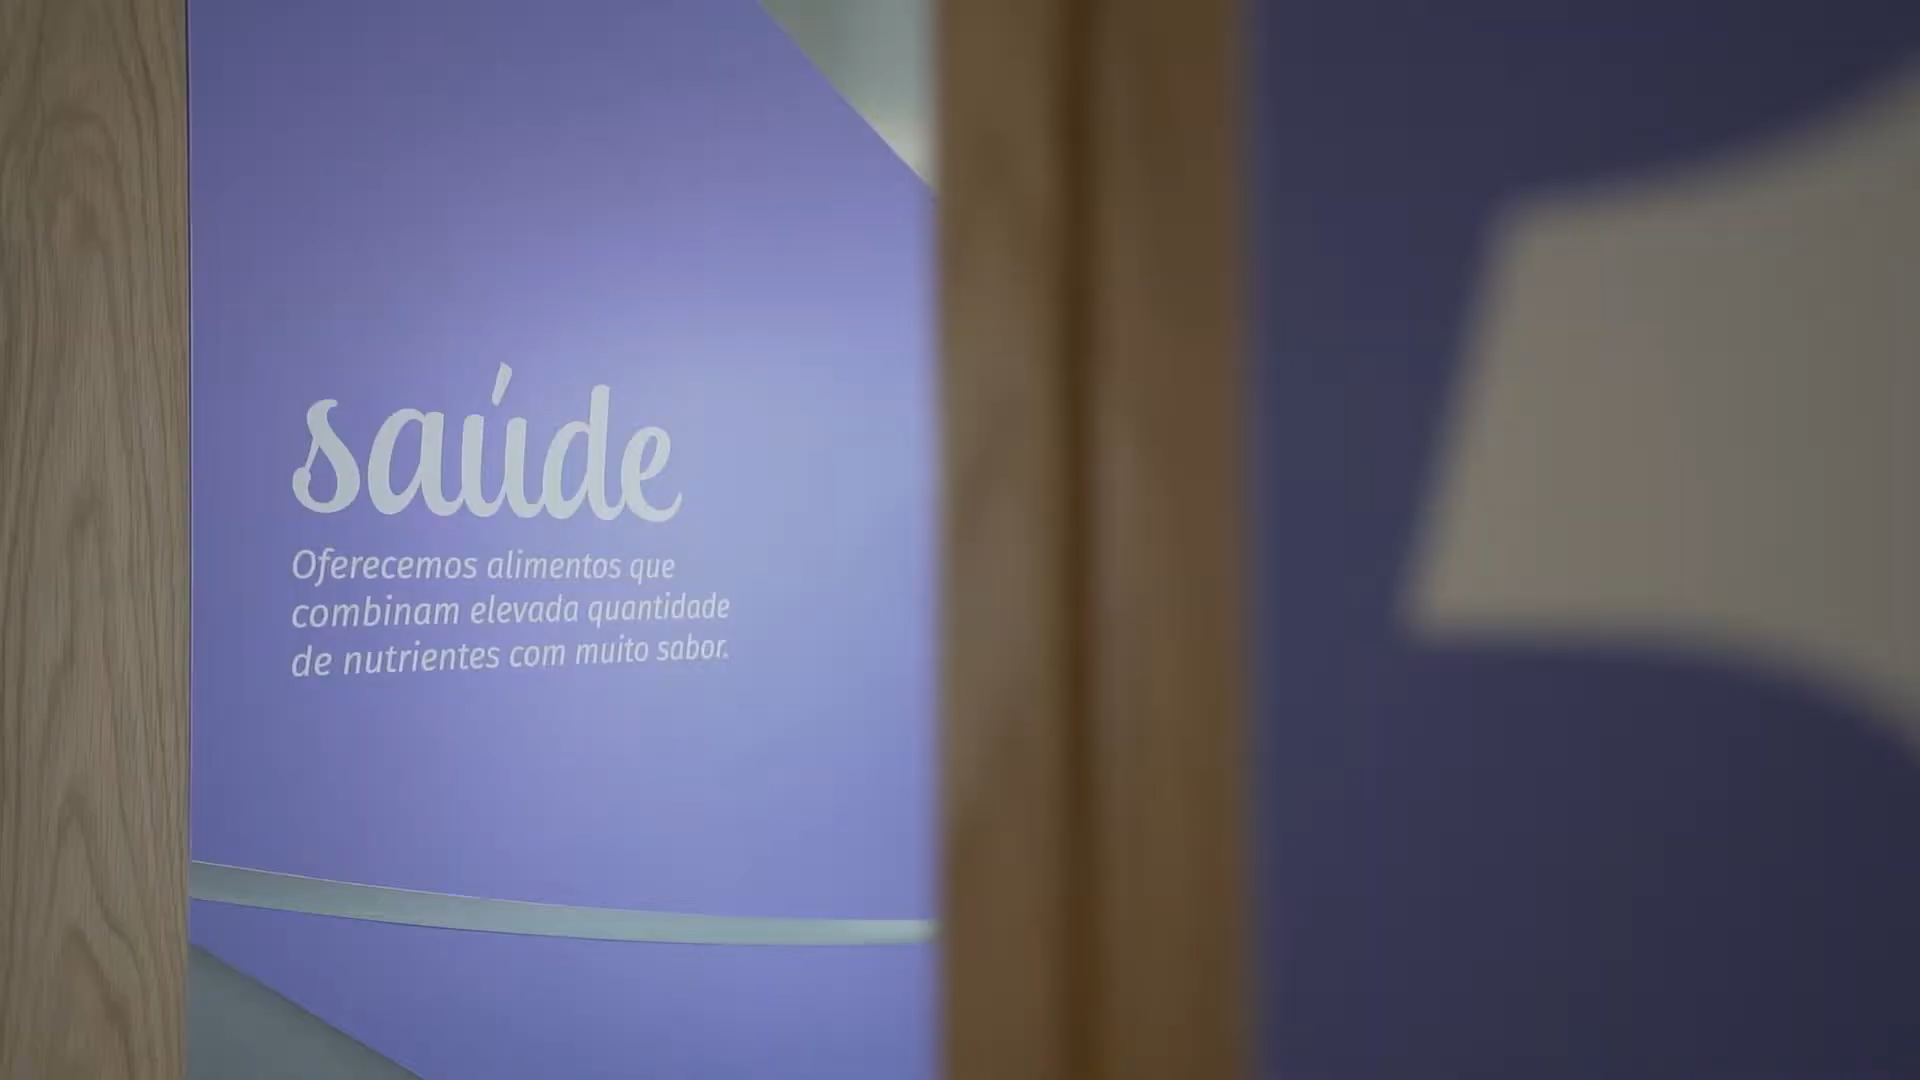 saúde
Oferecemos alimentos que
combinam elevada quantidade
de nutrientes com muito sabor.